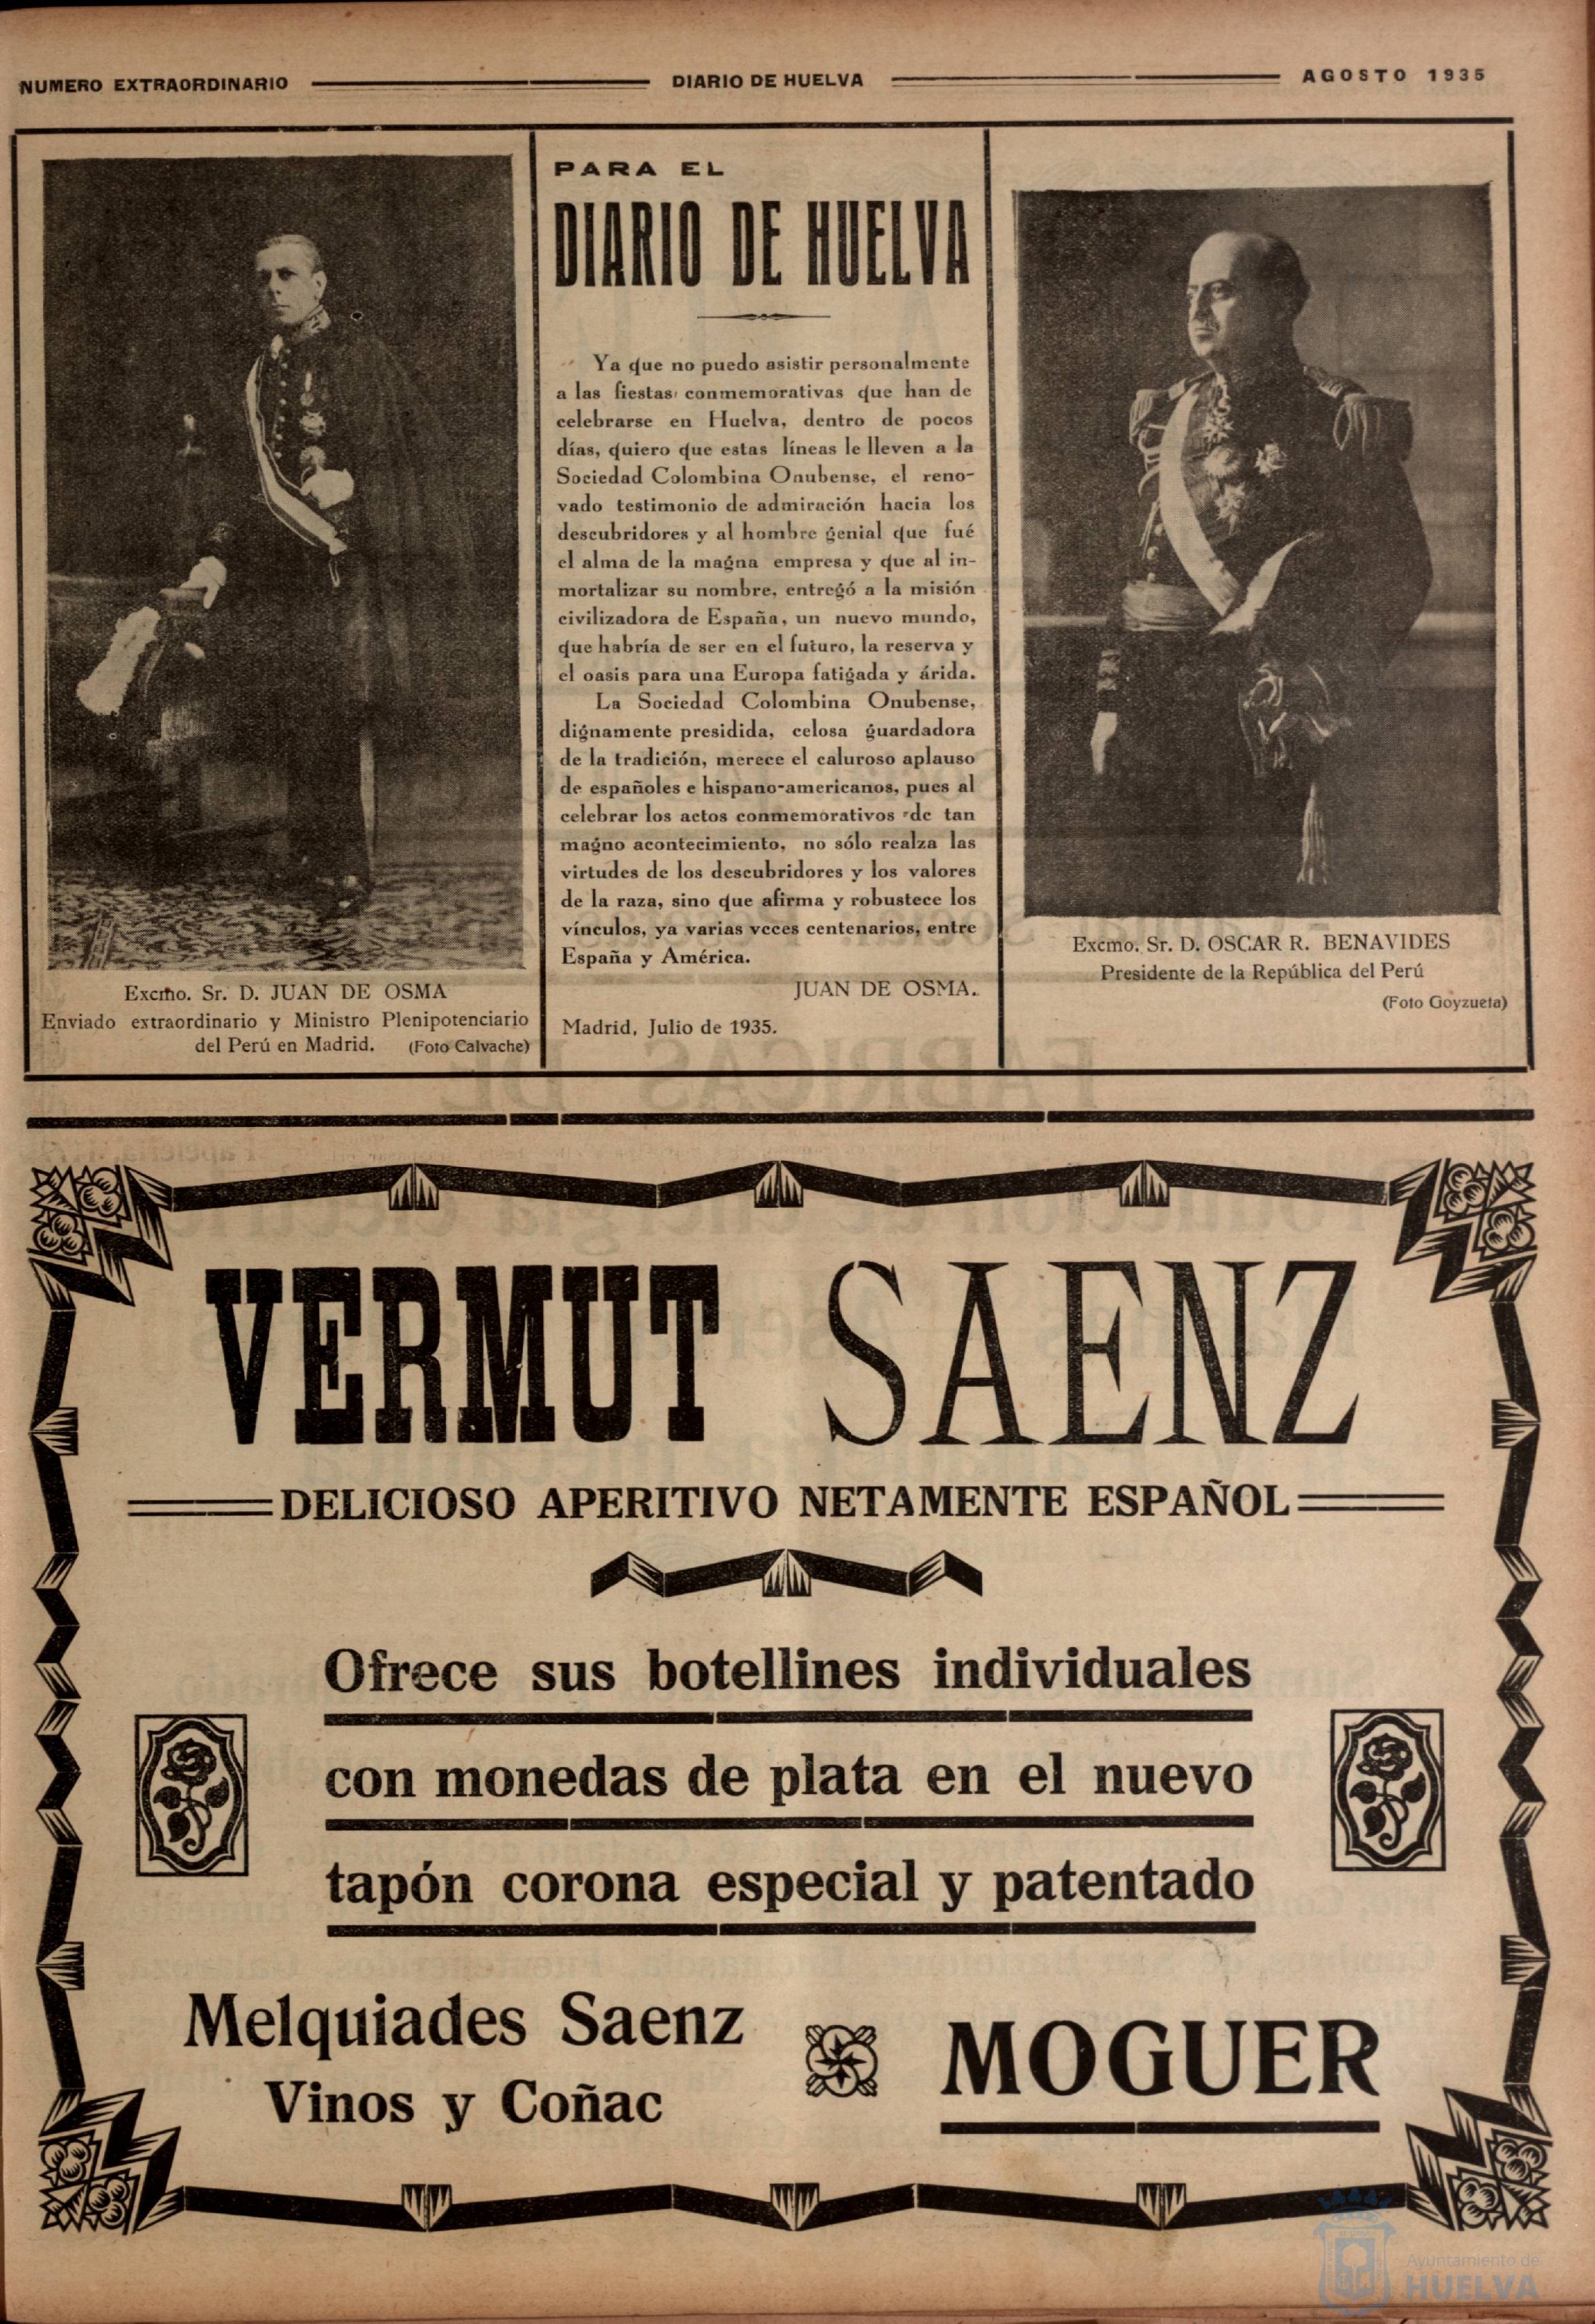 NUMERO EXTRAORDINARIO
DIARIO DE HUELVA
AGOSTO 1935
Excmo. Sr. D. JUAN DE OSMA
Enviado extraordinario y Ministro Plenipotenciario
del Perú en Madrid. (Foto Calvache)
PARA EL
DIARIO DE HUELVA
Ya que no puedo asistir personalmente
a las fiestas conmemorativas que han de
celebrarse en Huelva, dentro de pocos
días, quiero que estas líneas le lleven a la
Sociedad Colombina Onubense, el reno-
vado testimonio de admiración hacia los
descubridores y al hombre genial que fué
el alma de la magna empresa y que al in-
mortalizar su nombre, entregó a la misión
civilizadora de España, un nuevo mundo,
que habría de ser en el futuro, la reserva y
el oasis para una Europa fatigada y árida.
La Sociedad Colombina Onubense,
dignamente presidida, celosa guardadora
de la tradición, merece el caluroso aplauso
de españoles e hispano-americanos, pues al
celebrar los actos conmemorativos de tan
magno acontecimiento, no sólo realza las
virtudes de los descubridores y los valores
de la raza, sino que afirma y robustece los
vínculos, ya varias veces centenarios, entre
España y América.
JUAN DE OSMA.
Madrid, Julio de 1935.
Excmo. Sr. D. OSCAR R. BENAVIDES
Presidente de la República del Perú
(Foto Goyzueta)
VERMUT SAENZ
DELICIOSO APERITIVO NETAMENTE ESPAÑOL
Ofrece sus botellines individuales
con monedas de plata en el nuevo
tapón corona especial y patentado
Melquiades Saenz
Vinos y Coñac
MOGUER
Ayuntamiento de
HUELVA